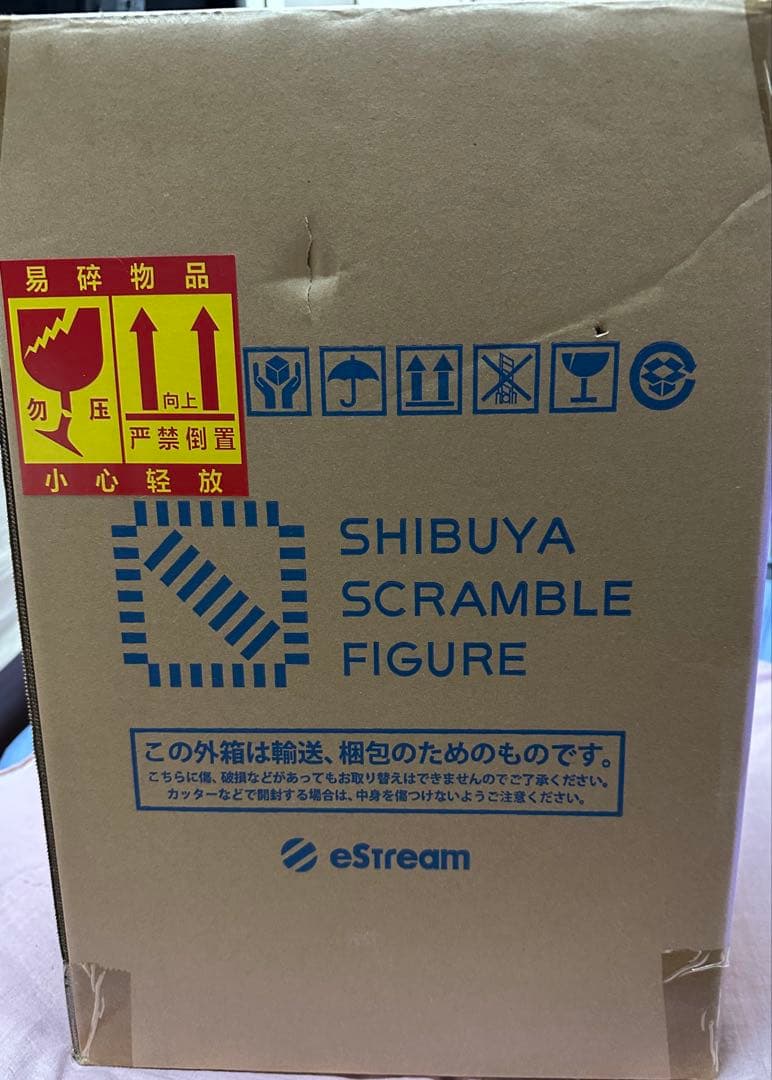 易碎物品
勿压
向上
严禁倒置
小心轻放
SHIBUYA
SCRAMBLE
FIGURE
この外箱は輸送、梱包のためのものです。
こちらに傷、破損などがあってもお取り替えはできませんのでご了承ください。
カッターなどで開封する場合は、中身を傷つけないようご注意ください。
eStream